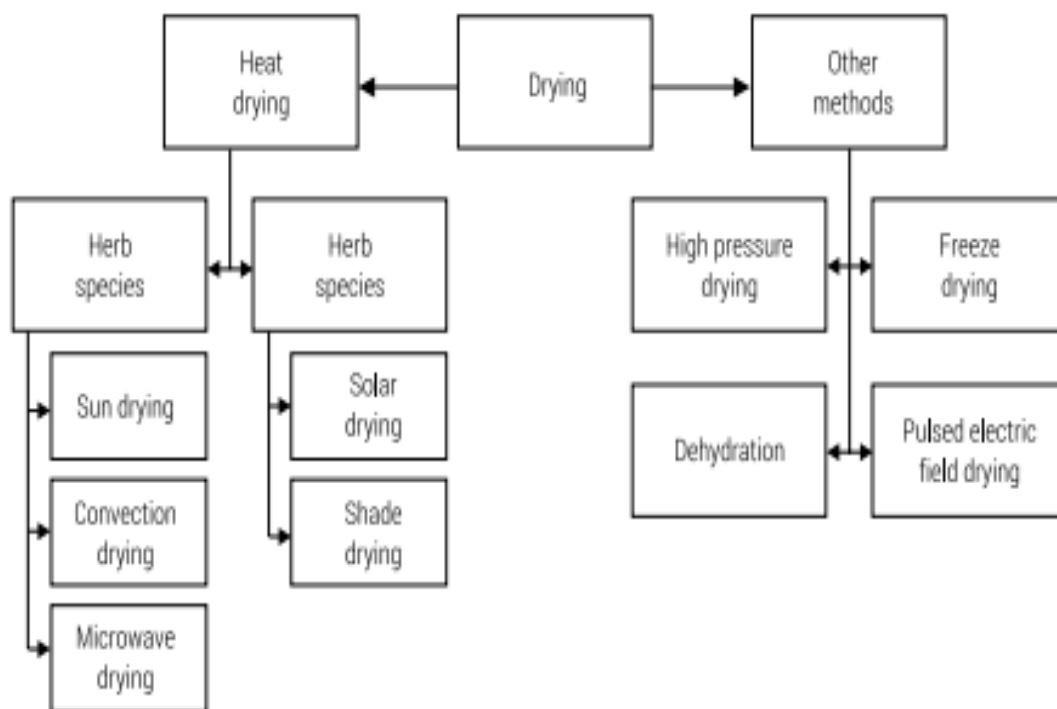 Heat
drying
Drying
Other
methods
Herb
species
Herb
species
High pressure
drying
Freeze
drying
Sun drying
Solar
drying
Dehydration
Pulsed electric
field drying
Convection
drying
Shade
drying
Microwave
drying